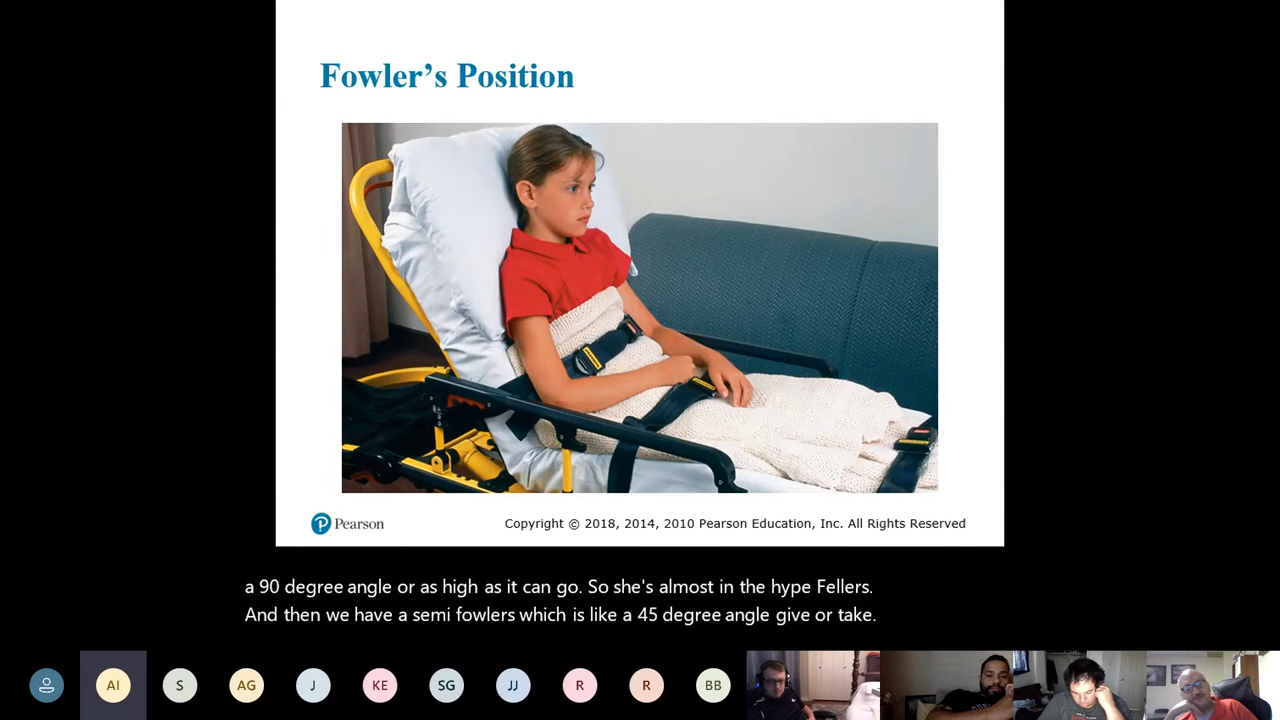 Fowler's Position
Pearson
Copyright © 2018, 2014, 2010 Pearson Education, Inc. All Rights Reserved
a 90 degree angle or as high as it can go. So she's almost in the hype Fellers.
And then we have a semi fowlers which is like a 45 degree angle give or take.
AI S AG J KE SG JJ R R BB